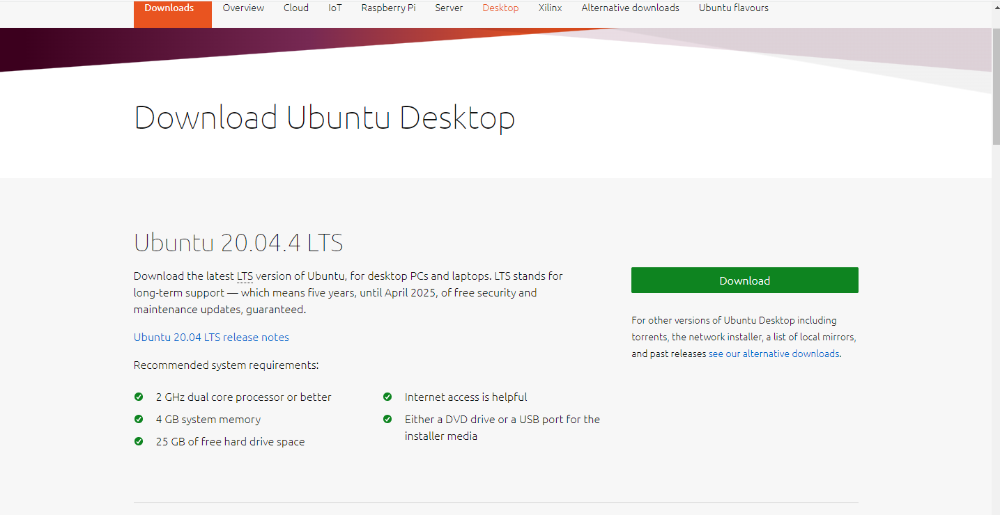 Downloads Overview Cloud IoT Raspberry Pi Server Desktop Xilinx Alternative downloads Ubuntu flavours
Download Ubuntu Desktop
Ubuntu 20.04.4 LTS
Download the latest LTS version of Ubuntu, for desktop PCs and laptops. LTS stands for
long-term support — which means five years, until April 2025, of free security and
maintenance updates, guaranteed.
Ubuntu 20.04 LTS release notes
Recommended system requirements:
2 GHz dual core processor or better
4 GB system memory
25 GB of free hard drive space
Internet access is helpful
Either a DVD drive or a USB port for the
installer media
Download
For other versions of Ubuntu Desktop including
torrents, the network installer, a list of local mirrors,
and past releases see our alternative downloads.